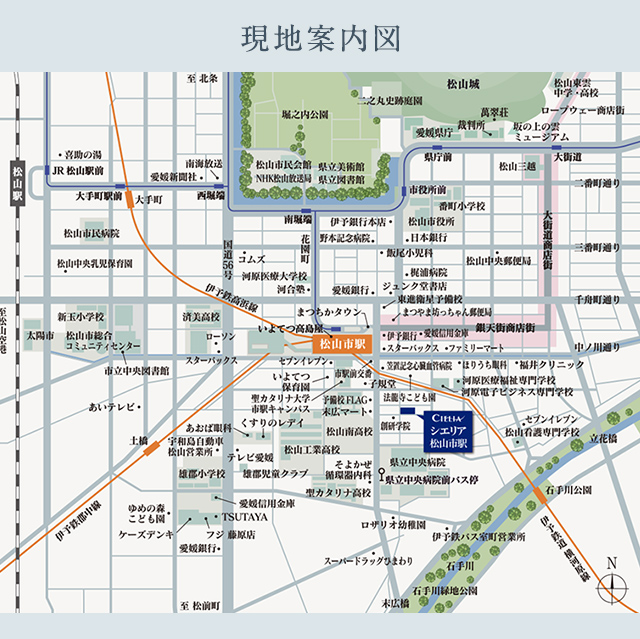 現地案内図
至 北条
松山城
松山東雲
中学・高校
二之丸史跡庭園
ロープウェー商店街
堀之内公園
萬翠荘
裁判所
愛媛県庁
坂の上の雲
ミュージアム
喜助の湯
南海放送
松山市民会館
県立美術館
県庁前
松山三越
大街道
JR 松山駅前
愛媛新聞社
NHK松山放送局
県立図書館
二番町通り
松山駅
大手町駅前
大手町
西堀端
市役所前
番町小学校
南堀端
伊予銀行本店
松山市役所
大街道商店街
松山市民病院
国道56号
花園町
野本記念病院
日本銀行
三番町通り
ゴムズ
飯尾小児科
松山中央郵便局
松山中央乳児保育園
河原医療大学校
梶浦病院
伊予鉄高浜線
河合塾
愛媛銀行
ジュンク堂書店
千舟町通り
東進衛星予備校
至松山空港
新玉小学校
済美高校
まつちかタウン
まつやま坊っちゃん郵便局
いよてつ高島屋
銀天街商店街
太陽市
松山市総合
コミュニティセンター
ローソン
松山市駅
伊予銀行
愛媛信用金庫
スターバックス
ファミリーマート
中ノ川通り
スターバックス
セブンイレブン
市立中央図書館
いよてつ
保育園
市駅前交番
笠置記念心臓血管病院
ほりうち眼科
福井クリニック
子規堂
河原医療福祉専門学校
聖カタリナ大学
市駅キャンパス
予備校 FLAG
法龍寺こども園
河原電子ビジネス専門学校
あいテレビ
末広マート
CIELIA
シエリア
松山市駅
くすりのレデイ
創研学院
セブンイレブン
あおば眼科
松山南高校
松山看護専門学校
立花橋
土橋
宇和島自動車
松山営業所
テレビ愛媛
松山工業高校
雄郡小学校
雄郡児童クラブ
そよかぜ
循環器内科
県立中央病院
県立中央病院前バス停
聖カタリナ高校
石手川公園
愛媛信用金庫
ゆめの森
こども園
TSUTAYA
伊予鉄郡中線
ロザリオ幼稚園
ケーズデンキ
フジ 藤原店
伊予鉄バス室町営業所
伊予鉄道 横河原線
愛媛銀行
スーパードラッグひまわり
石手川
N
石手川緑地公園
至 松前町
末広橋